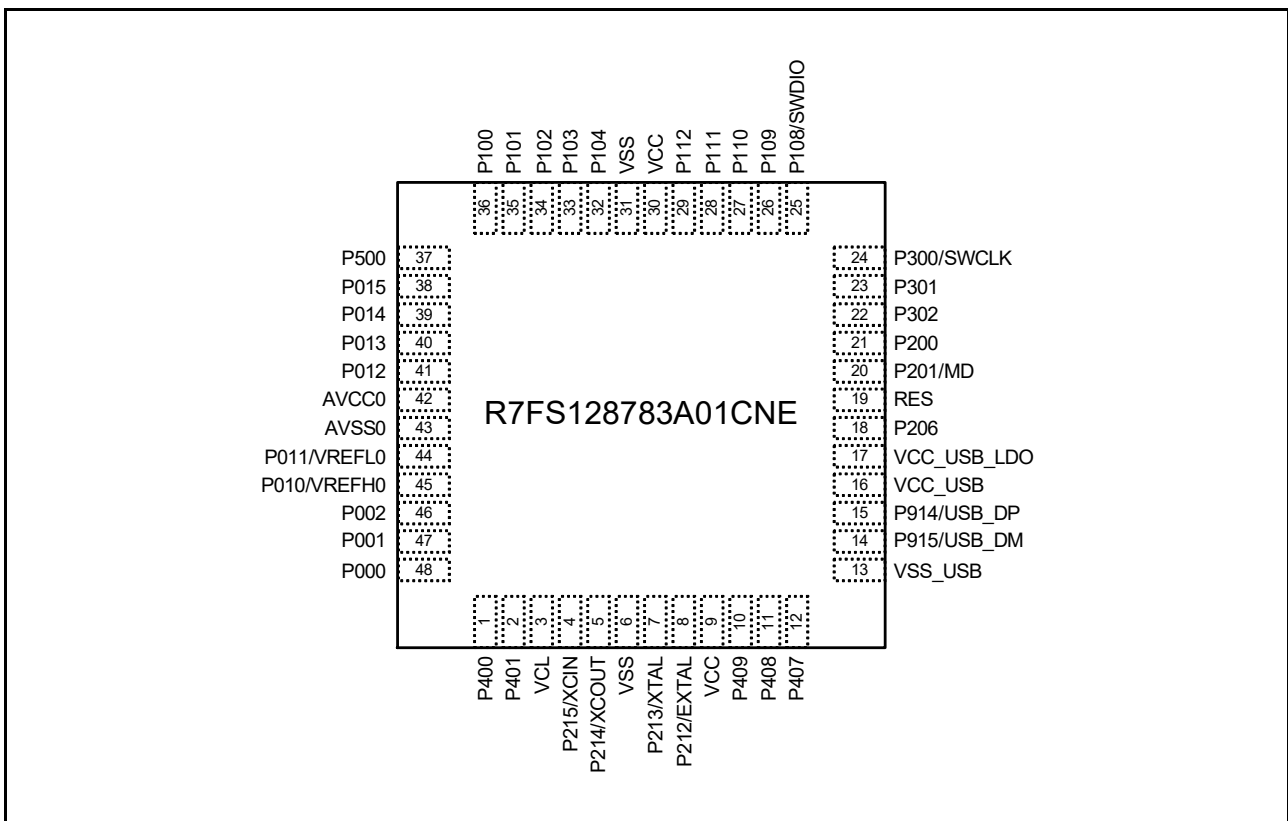 P100
P101
P102
P103
P104
VSS
VCC
P112
P111
P110
P109
P108/SWDIO
36
35
34
33
32
31
30
29
28
27
26
25
P500 37
P015 38
P014 39
P013 40
P012 41
AVCC0 42
AVSS0 43
P011/VREFL0 44
P010/VREFH0 45
P002 46
P001 47
P000 48
R7FS128783A01CNE
24 P300/SWCLK
23 P301
22 P302
21 P200
20 P201/MD
19 RES
18 P206
17 VCC_USB_LDO
16 VCC_USB
15 P914/USB_DP
14 P915/USB_DM
13 VSS_USB
1
2
3
4
5
6
7
8
9
10
11
12
P400
P401
VCL
P215/XCIN
P214/XCOUT
VSS
P213/XTAL
P212/EXTAL
VCC
P409
P408
P407